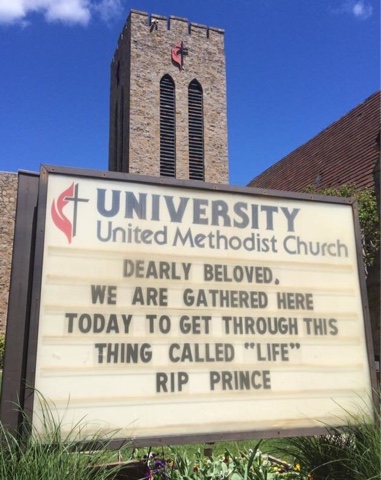 UNIVERSITY
United Methodist Church
DEARLY BELOVED.
WE ARE GATHERED HERE
TODAY TO GET THROUGH THIS
THING CALLED "LIFE"
RIP PRINCE